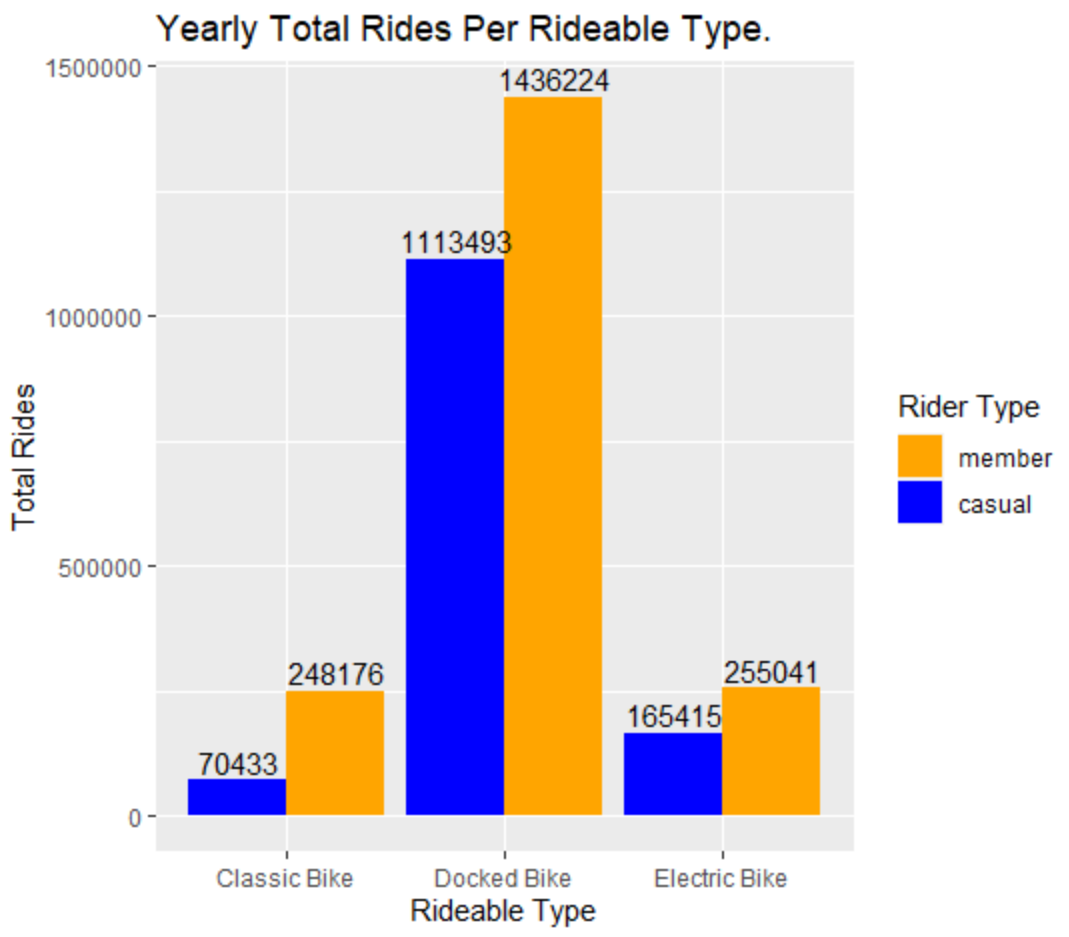 Yearly Total Rides Per Rideable Type.
1500000
1000000
500000
0
Total Rides
1436224
1113493
248176
255041
165415
70433
Classic Bike
Docked Bike
Electric Bike
Rideable Type
Rider Type
member
casual